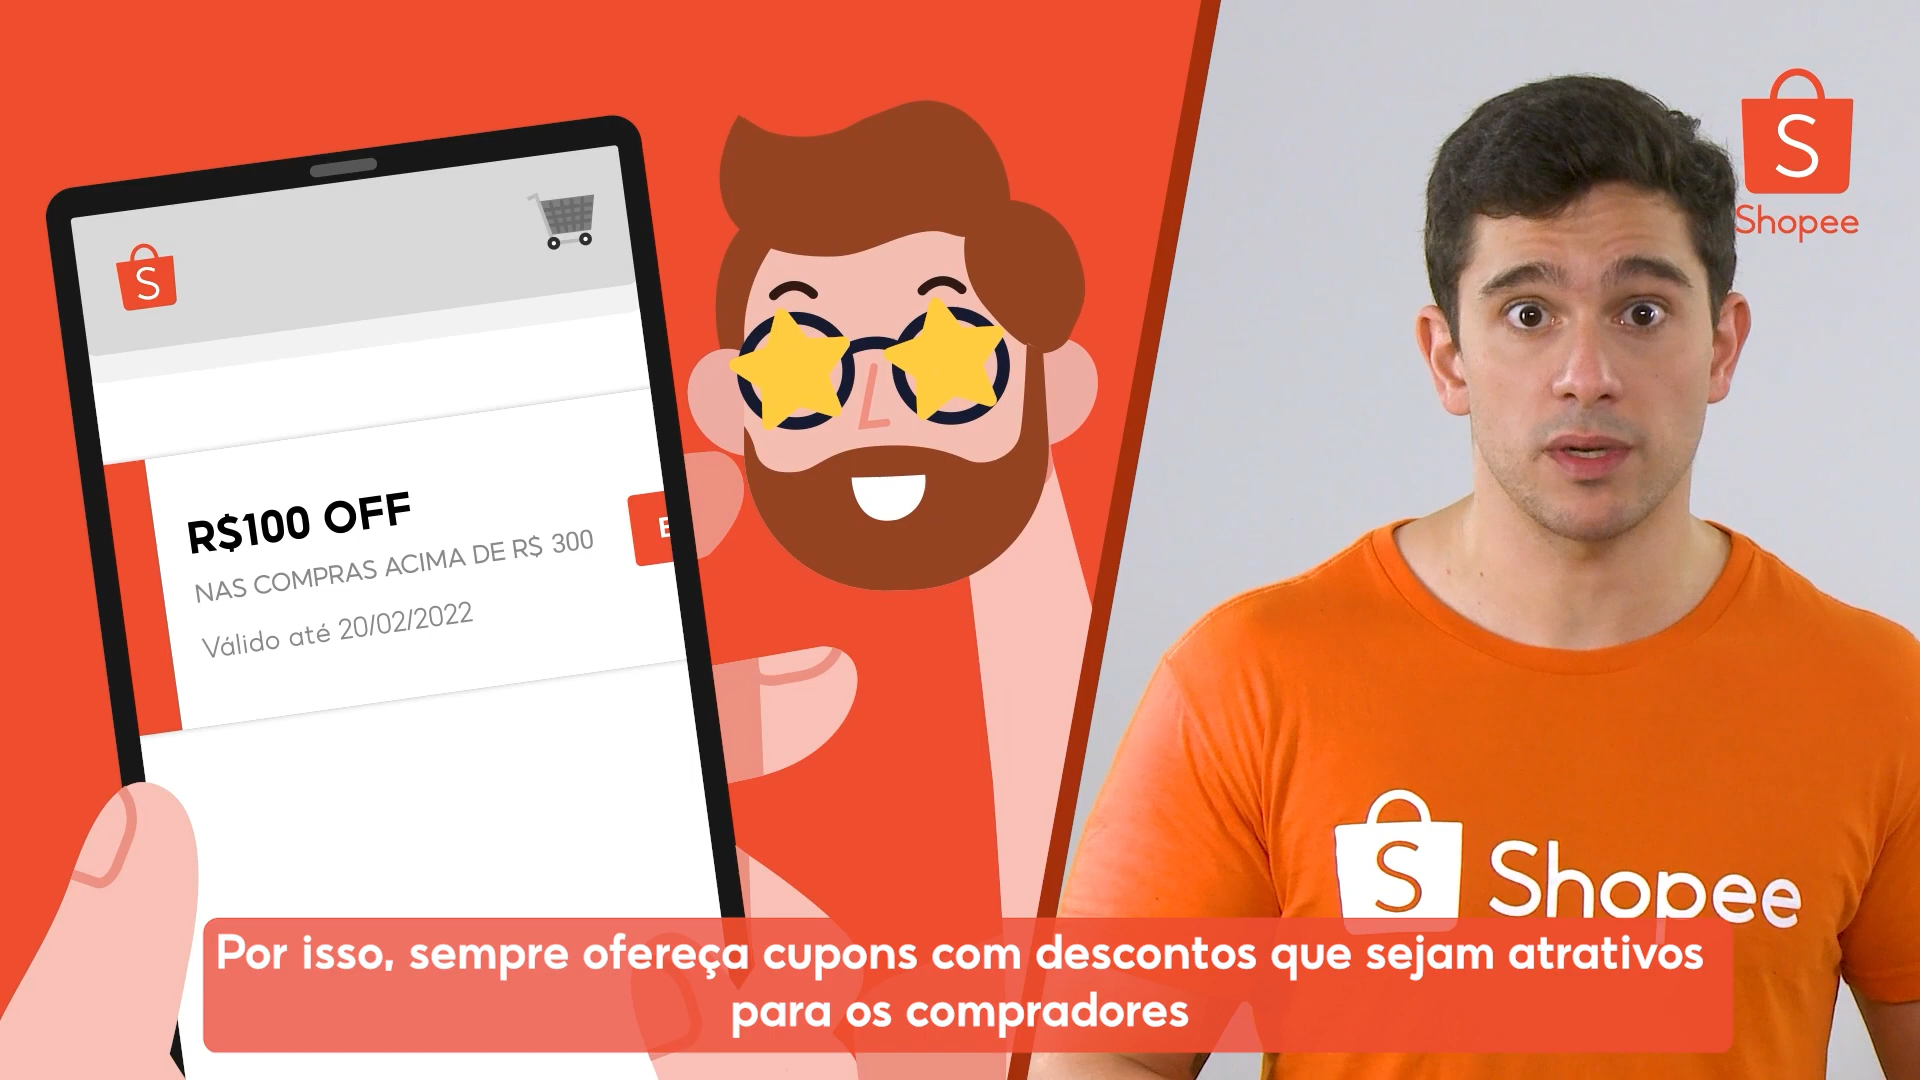 S
R$100 OFF
NAS COMPRAS ACIMA DE R$ 300
Válido até 20/02/2022
E
S
Shopee
S Shopee
Por isso, sempre ofereça cupons com descontos que sejam atrativos
para os compradores